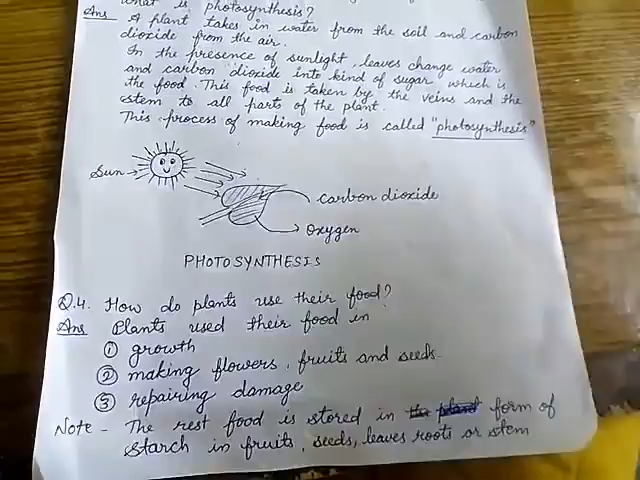 what is photosynthesis?
Ans A plant takes in water from the soil and carbon
dioxide from the air.
In the presence of sunlight, leaves change water
and carbon dioxide into kind of sugar which is
the food. This food is taken by the veins and the
stem to all parts of the plant.
This process of making food is called "photosynthesis"
Sun
carbon dioxide
Oxygen
PHOTOSYNTHESIS
Q.4. How do plants use their food?
Ans Plants used their food in
① growth
② making flowers, fruits and seeds
③ repairing damage
Note - The rest food is stored in form of
starch in fruits, seeds, leaves roots or stem